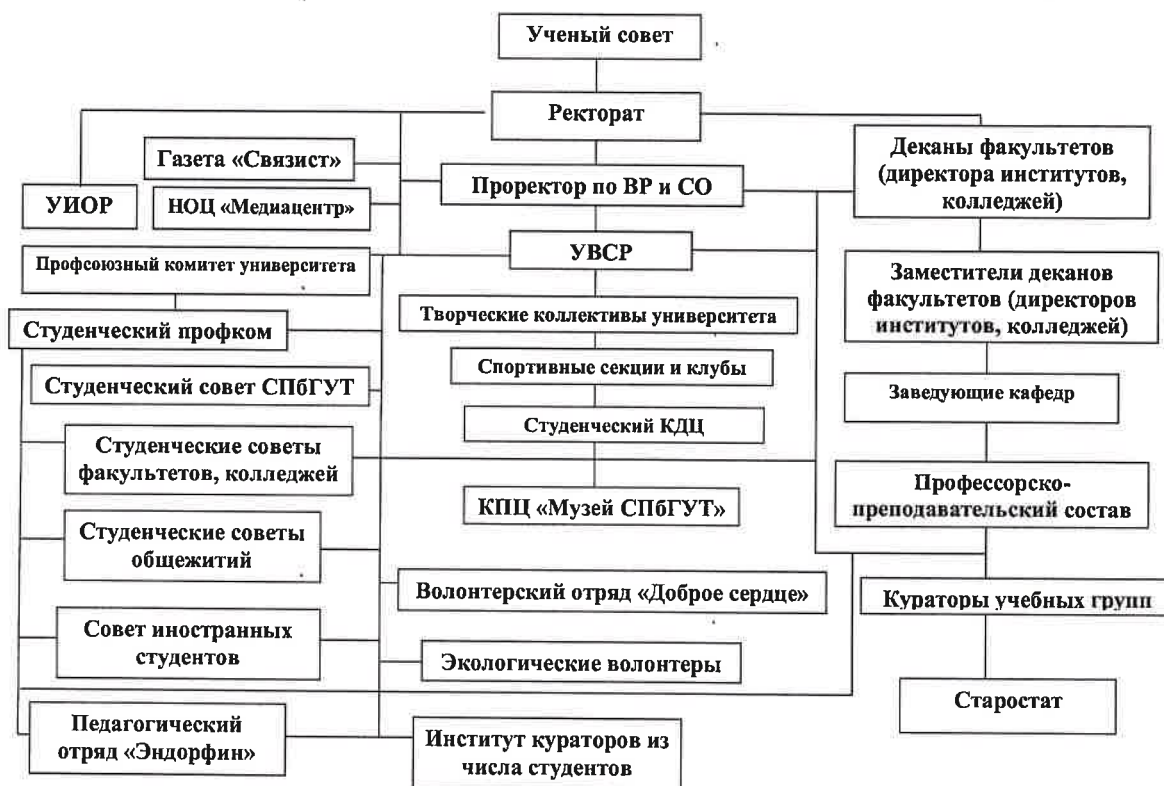 Ученый совет
Ректорат
Газета «Связист»
Деканы факультетов
(директора институтов,
колледжей)
Проректор по ВР и СО
УИОР
НОЦ «Медиацентр»
УВСР
Профсоюзный комитет университета
Заместители деканов
факультетов (директоров
институтов, колледжей)
Творческие коллективы университета
Студенческий профком
Спортивные секции и клубы
Студенческий совет СПбГУТ
Заведующие кафедр
Студенческий КДЦ
Студенческие советы
факультетов, колледжей
Профессорско-
преподавательский состав
КПЦ «Музей СПбГУТ»
Студенческие советы
общежитий
Волонтерский отряд «Доброе сердце»
Кураторы учебных групп
Совет иностранных
студентов
Экологические волонтеры
Старостат
Педагогический
отряд «Эндорфин»
Институт кураторов из
числа студентов